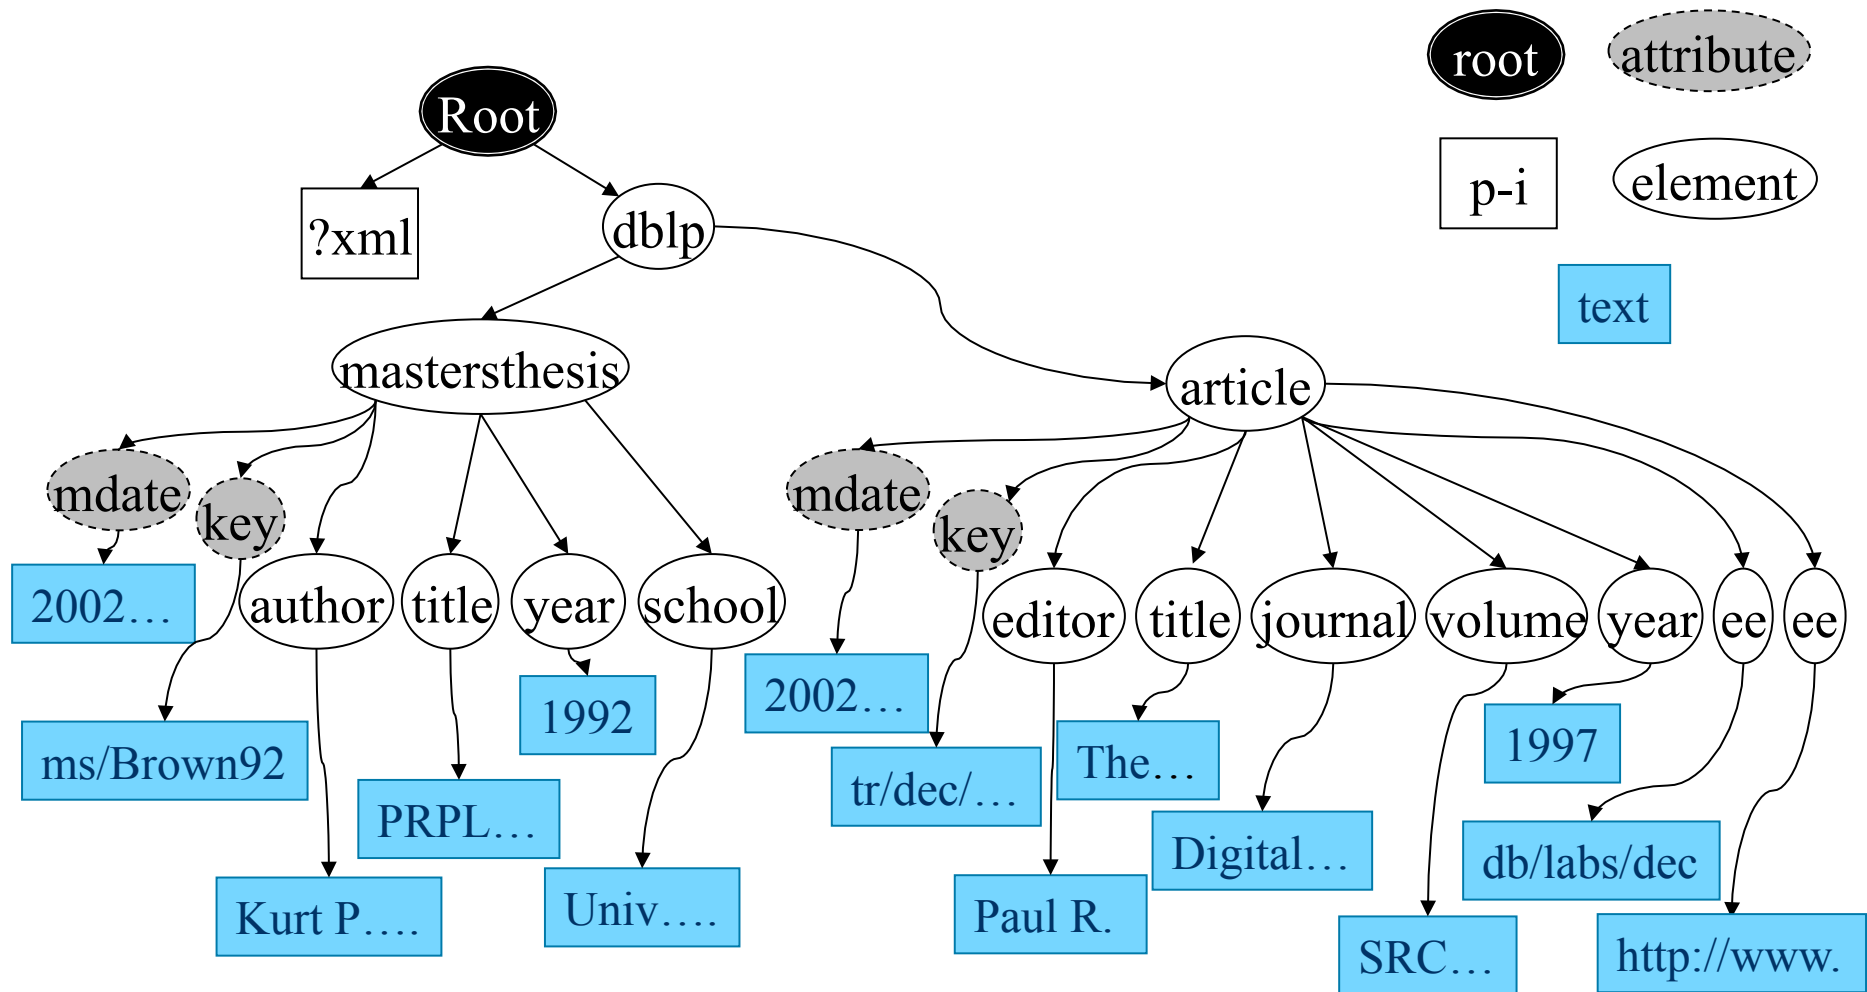 root
attribute
Root
p-i
element
?xml
dblp
text
mastersthesis
article
mdate
key
mdate
key
2002…
author
title
year
school
editor
title
journal
volume
year
ee
ee
2002…
1992
ms/Brown92
The…
1997
tr/dec/…
PRPL…
Digital…
db/labs/dec
Kurt P….
Univ….
Paul R.
SRC…
http://www.